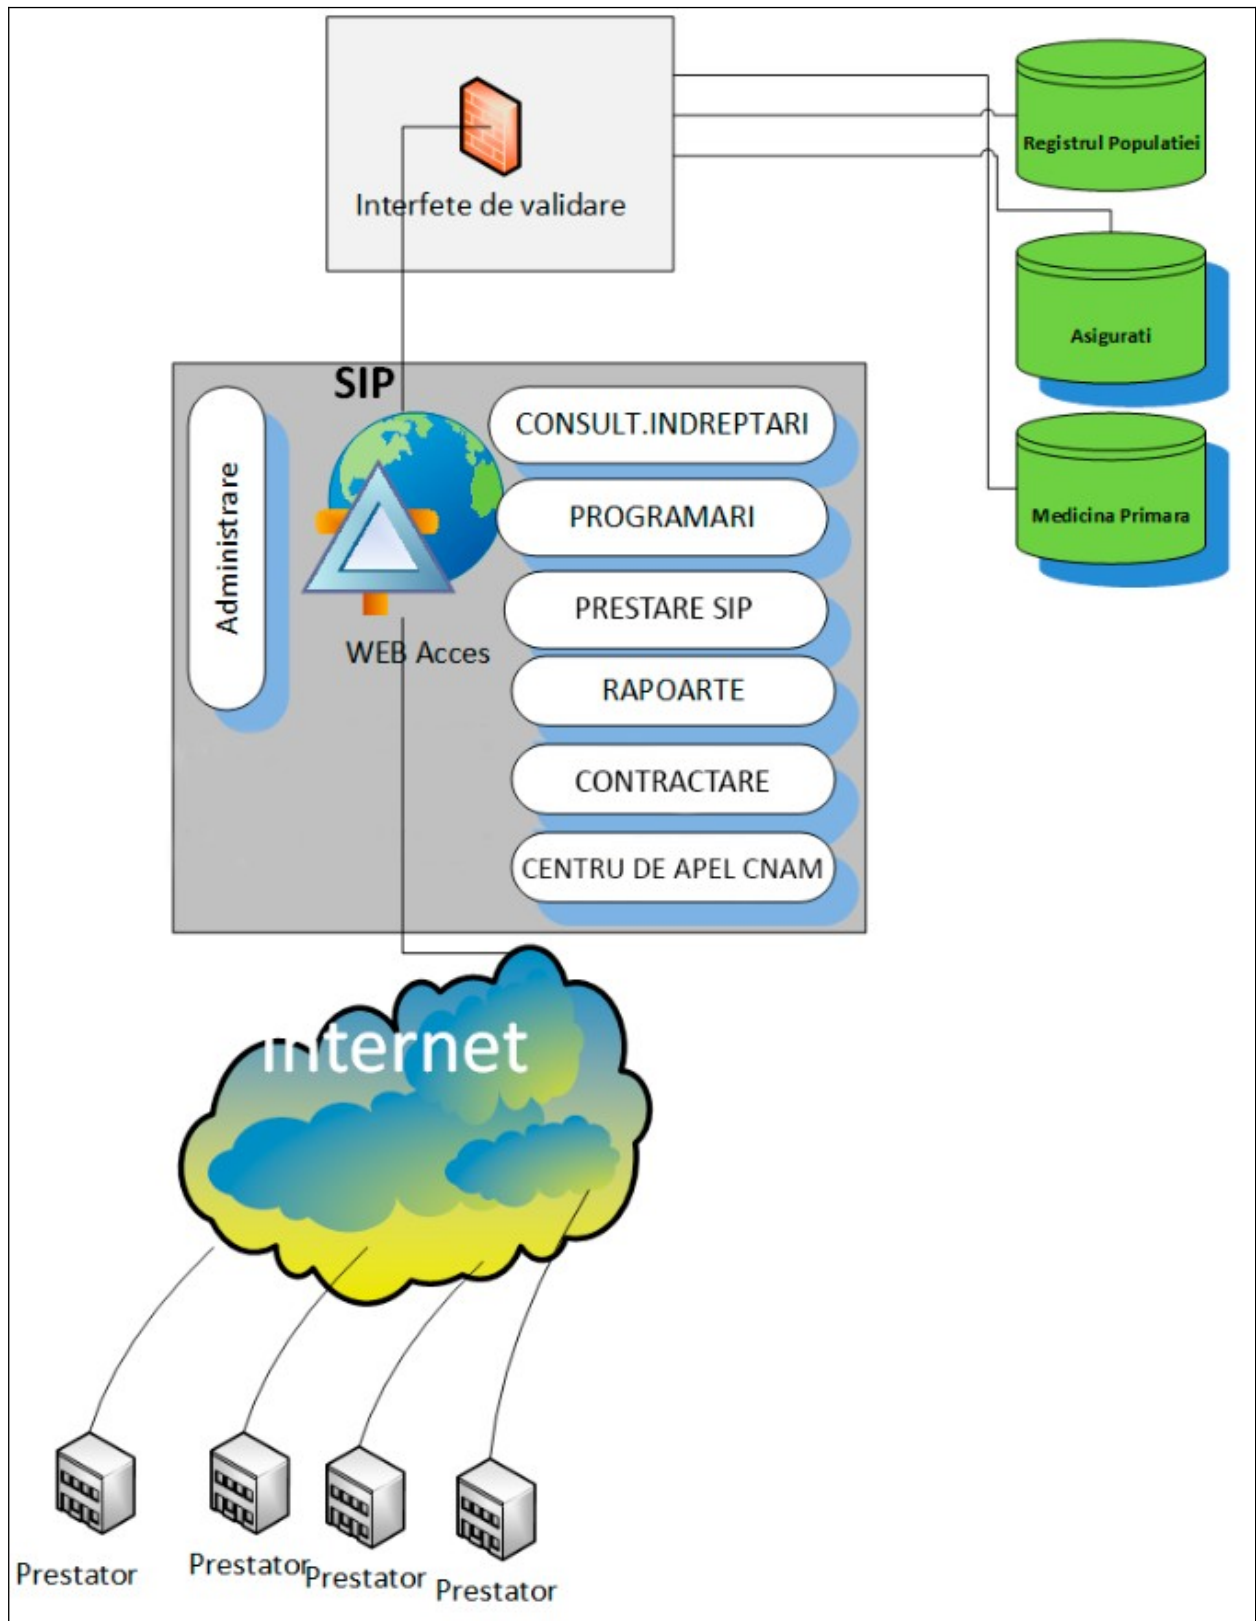 Interfete de validare
Registrul Populatiei
Asigurati
Medicina Primara
SIP
Administrare
WEB Acces
CONSULT.INDREPTARI
PROGRAMARI
PRESTARE SIP
RAPOARTE
CONTRACTARE
CENTRU DE APEL CNAM
Internet
Prestator
Prestator
Prestator
Prestator